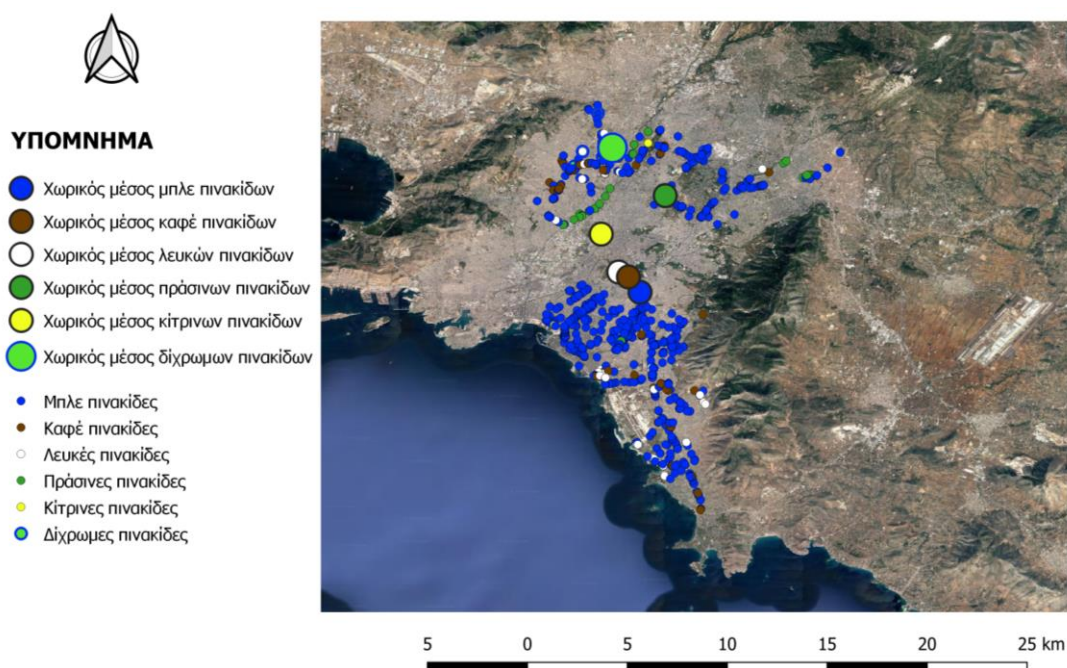 ΥΠΟΜΝΗΜΑ
Χωρικός μέσος μπλε πινακίδων
Χωρικός μέσος καφέ πινακίδων
Χωρικός μέσος λευκών πινακίδων
Χωρικός μέσος πράσινων πινακίδων
Χωρικός μέσος κίτρινων πινακίδων
Χωρικός μέσος δίχρωμων πινακίδων
Μπλε πινακίδες
Καφέ πινακίδες
Λευκές πινακίδες
Πράσινες πινακίδες
Κίτρινες πινακίδες
Δίχρωμες πινακίδες
5 0 5 10 15 20 25 km